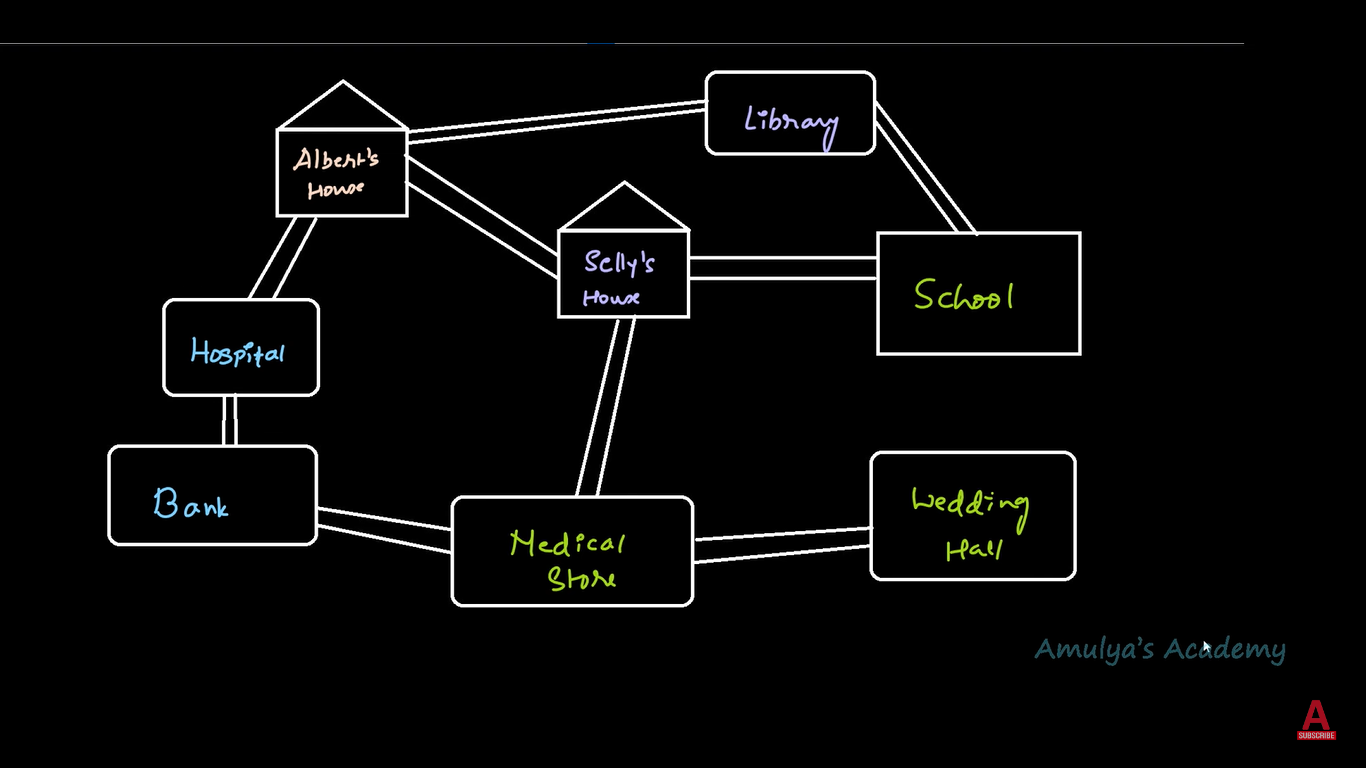 Library
Albert's
House
Selly's
House
School
Hospital
Bank
Wedding
Hall
Medical
Store
Amulya's Academy
A
SUBSCRIBE